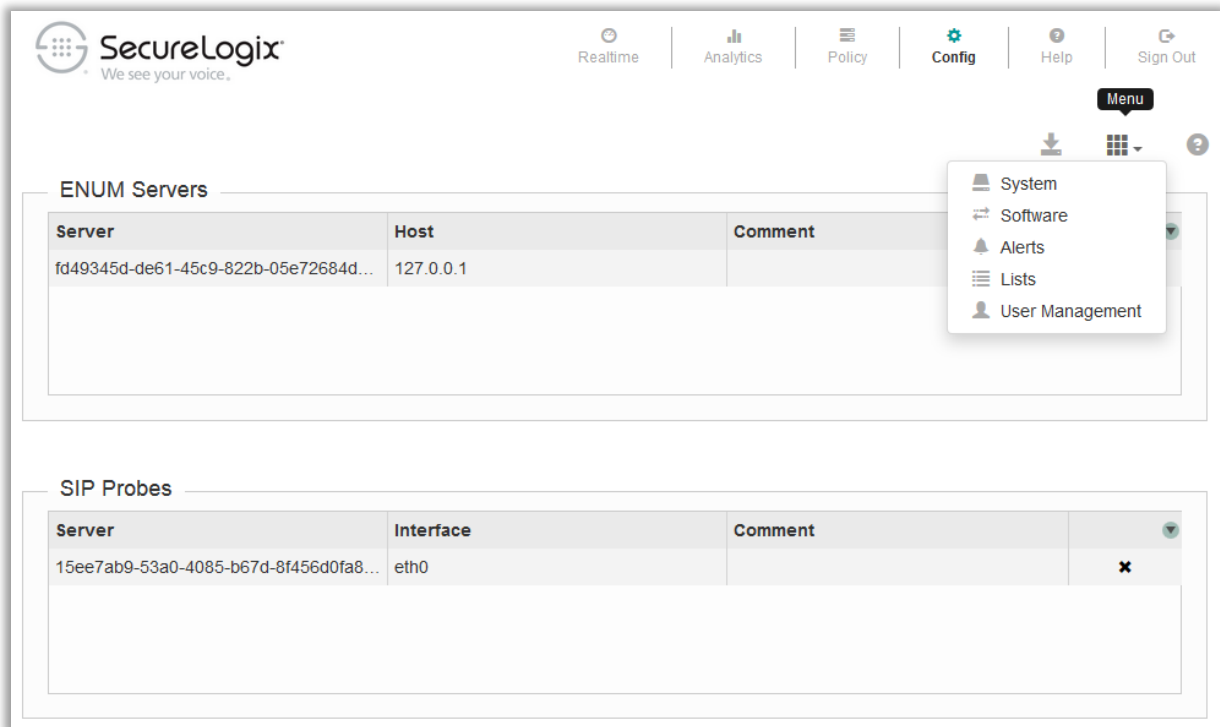 SecureLogix
We see your voice.
Realtime
Analytics
Policy
Config
Help
Sign Out
Menu
ENUM Servers
System
Software
Alerts
Lists
User Management
Server Host Comment
fd49345d-de61-45c9-822b-05e72684d... 127.0.0.1
SIP Probes
Server Interface Comment
15ee7ab9-53a0-4085-b67d-8f456d0fa8... eth0